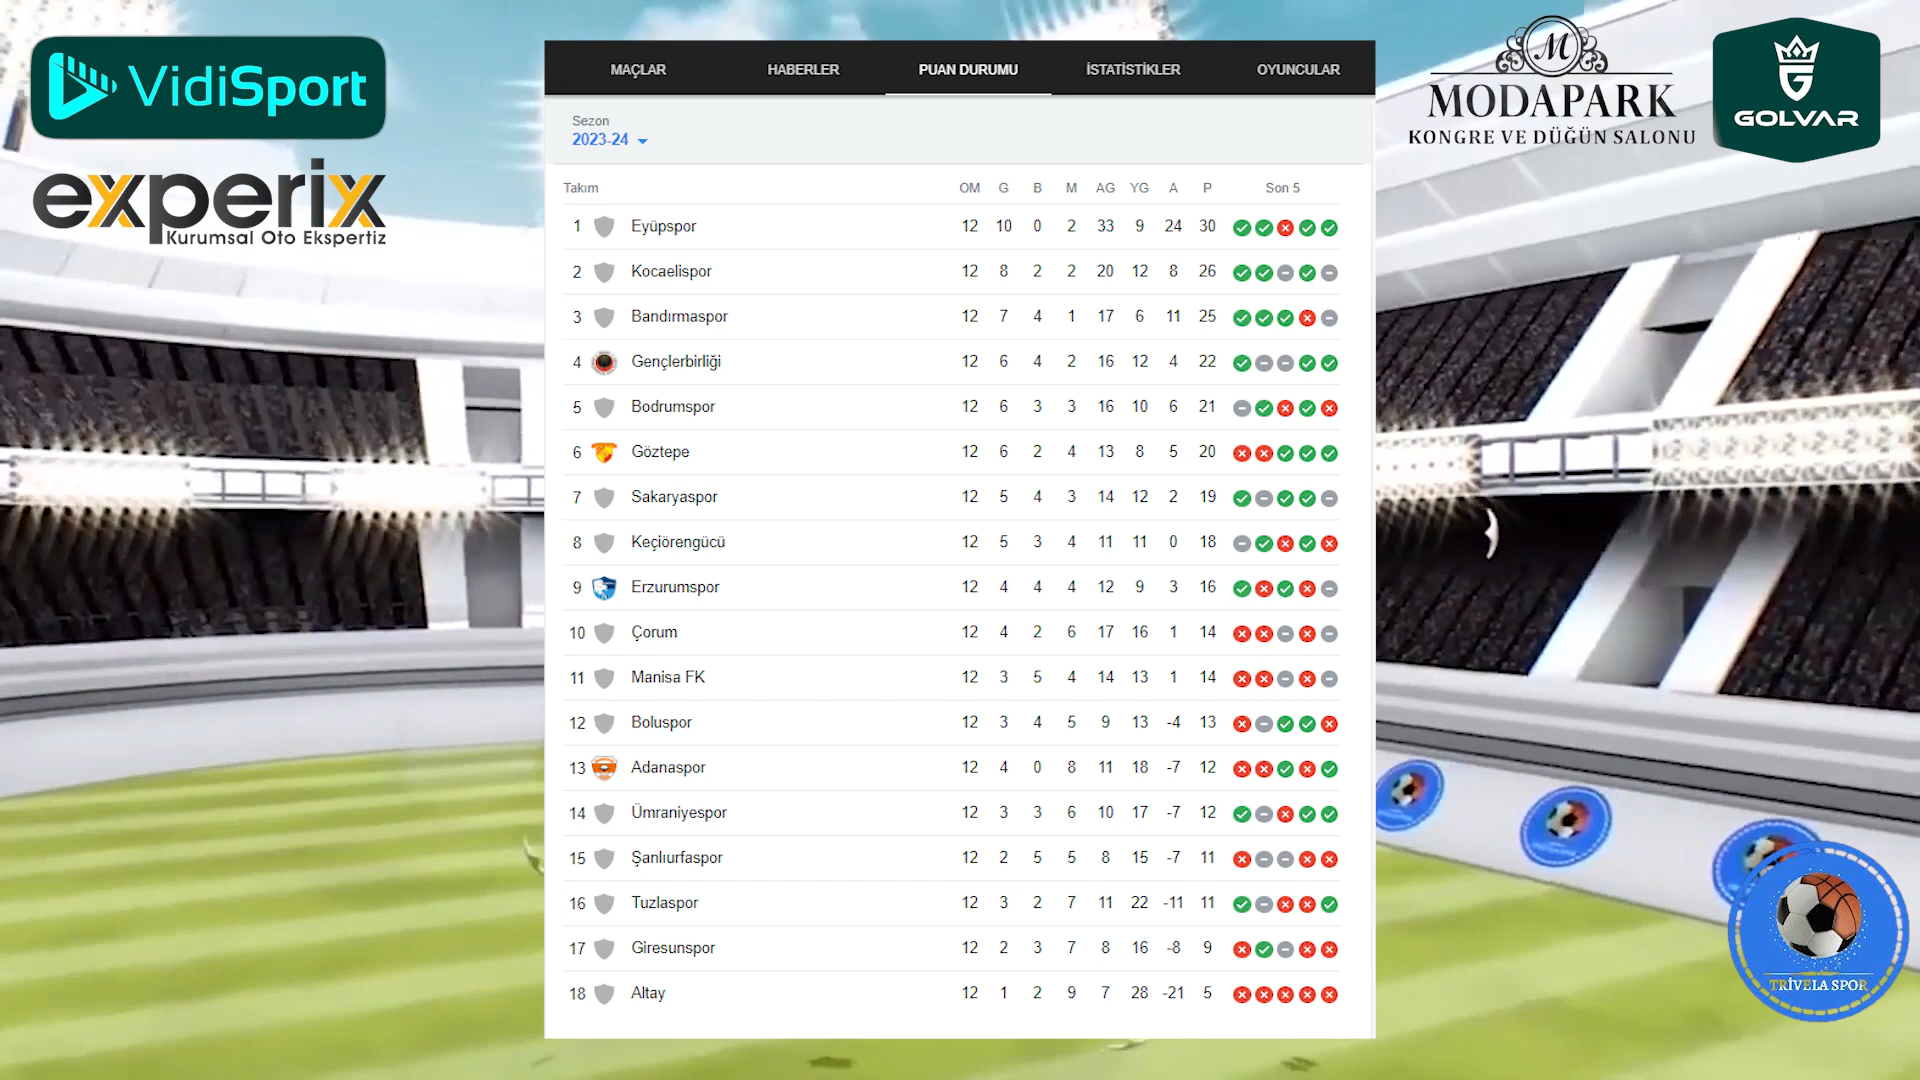 VidiSport
experix
Kurumsal Oto Ekspertiz
MAÇLAR HABERLER PUAN DURUMU İSTATİSTİKLER OYUNCULAR
Sezon
2023-24
Takım OM G B M AG YG A P Son 5
1 Eyüpspor 12 10 0 2 33 9 24 30
2 Kocaelispor 12 8 2 2 20 12 8 26
3 Bandırmaspor 12 7 4 1 17 6 11 25
4 Gençlerbirliği 12 6 4 2 16 12 4 22
5 Bodrumspor 12 6 3 3 16 10 6 21
6 Göztepe 12 6 2 4 13 8 5 20
7 Sakaryaspor 12 5 4 3 14 12 2 19
8 Keçiörengücü 12 5 3 4 11 11 0 18
9 Erzurumspor 12 4 4 4 12 9 3 16
10 Çorum 12 4 2 6 17 16 1 14
11 Manisa FK 12 3 5 4 14 13 1 14
12 Boluspor 12 3 4 5 9 13 -4 13
13 Adanaspor 12 4 0 8 11 18 -7 12
14 Ümraniyespor 12 3 3 6 10 17 -7 12
15 Şanlıurfaspor 12 2 5 5 8 15 -7 11
16 Tuzlaspor 12 3 2 7 11 22 -11 11
17 Giresunspor 12 2 3 7 8 16 -8 9
18 Altay 12 1 2 9 7 28 -21 5
M
MODAPARK
KONGRE VE DÜĞÜN SALONU
G
GOLVAR
TRİVELA SPOR